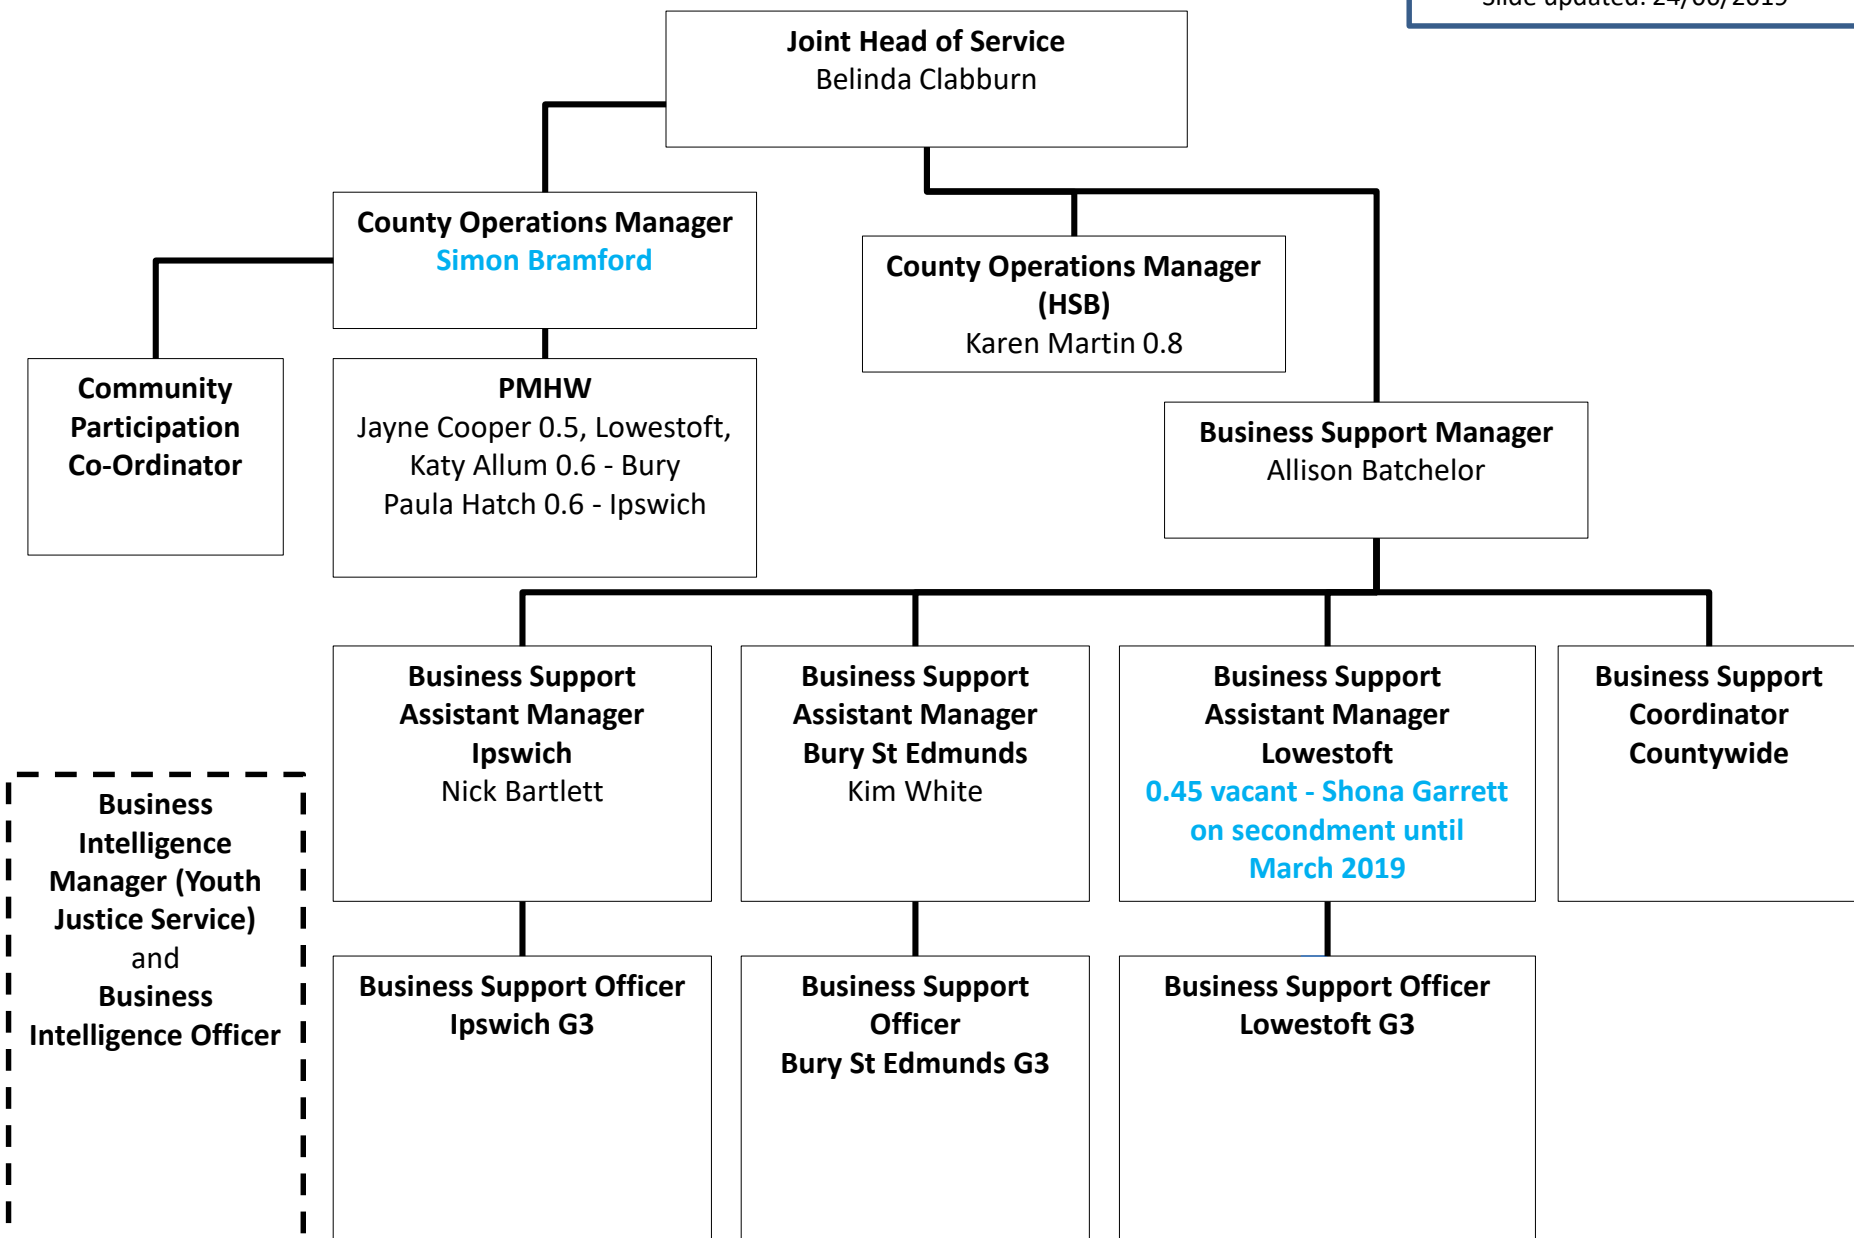 Slide updated: 24/06/2019
Joint Head of Service
Belinda Clabburn
County Operations Manager
Simon Bramford
County Operations Manager
(HSB)
Karen Martin 0.8
Community
Participation
Co-Ordinator
PMHW
Jayne Cooper 0.5, Lowestoft,
Katy Allum 0.6 - Bury
Paula Hatch 0.6 - Ipswich
Business Support Manager
Allison Batchelor
Business Support
Assistant Manager
Ipswich
Nick Bartlett
Business Support
Assistant Manager
Bury St Edmunds
Kim White
Business Support
Assistant Manager
Lowestoft
0.45 vacant - Shona Garrett
on secondment until
March 2019
Business Support
Coordinator
Countywide
Business
Intelligence
Manager (Youth
Justice Service)
and
Business
Intelligence Officer
Business Support Officer
Ipswich G3
Business Support
Officer
Bury St Edmunds G3
Business Support Officer
Lowestoft G3